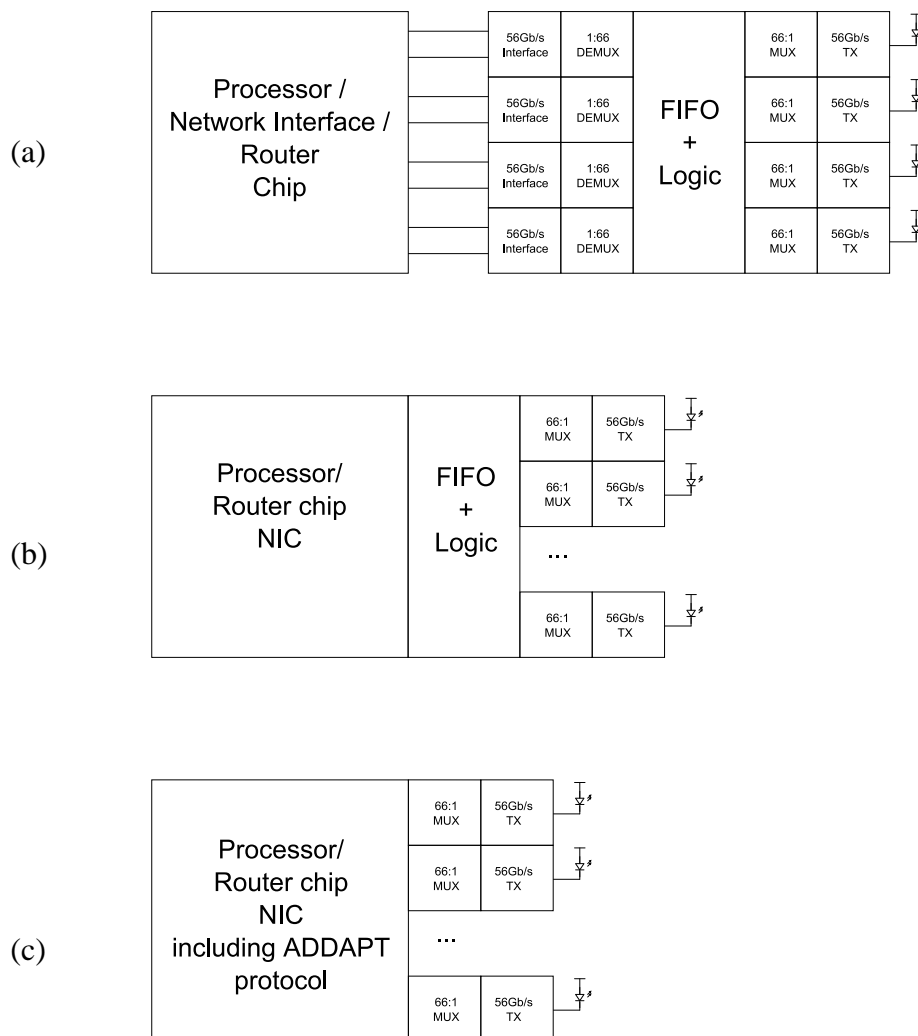 (a)
Processor /
Network Interface /
Router
Chip
56Gb/s
Interface
1:66
DEMUX
56Gb/s
Interface
1:66
DEMUX
56Gb/s
Interface
1:66
DEMUX
56Gb/s
Interface
1:66
DEMUX
FIFO
+
Logic
66:1
MUX
56Gb/s
TX
66:1
MUX
56Gb/s
TX
66:1
MUX
56Gb/s
TX
66:1
MUX
56Gb/s
TX
(b)
Processor/
Router chip
NIC
FIFO
+
Logic
66:1
MUX
56Gb/s
TX
66:1
MUX
56Gb/s
TX
...
66:1
MUX
56Gb/s
TX
(c)
Processor/
Router chip
NIC
including ADDAPT
protocol
66:1
MUX
56Gb/s
TX
66:1
MUX
56Gb/s
TX
...
66:1
MUX
56Gb/s
TX